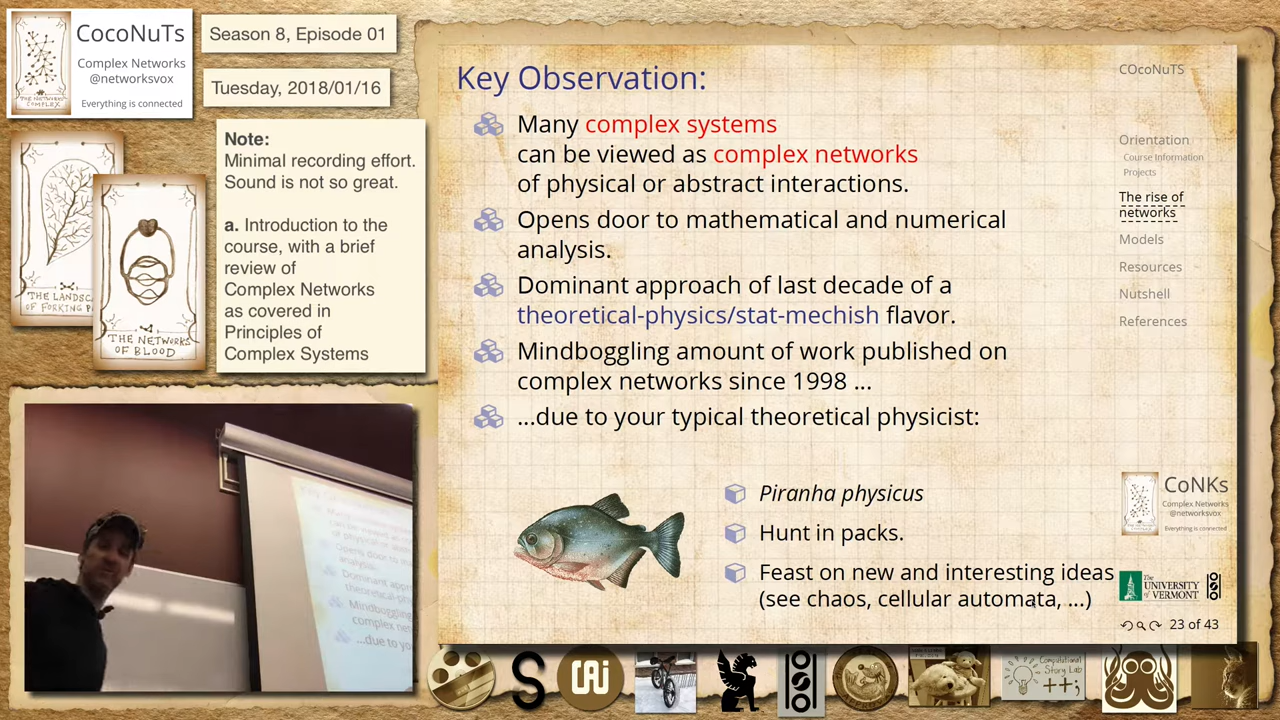 CocoNuTs
Complex Networks
@networksvox
Everything is connected
Season 8, Episode 01
Tuesday, 2018/01/16
Note:
Minimal recording effort.
Sound is not so great.
a. Introduction to the
course, with a brief
review of
Complex Networks
as covered in
Principles of
Complex Systems
THE LANDSCA
OF FORKING P
THE NETWORKS
OF BLOOD
Key Observation:
Many complex systems
can be viewed as complex networks
of physical or abstract interactions.
Opens door to mathematical and numerical
analysis.
Dominant approach of last decade of a
theoretical-physics/stat-mechish flavor.
Mindboggling amount of work published on
complex networks since 1998 ...
...due to your typical theoretical physicist:
Piranha physicus
Hunt in packs.
Feast on new and interesting ideas
(see chaos, cellular automata, ...)
COcoNuTS
Orientation
Course Information
Projects
The rise of
networks
Models
Resources
Nutshell
References
CoNKs
Complex Networks
@networksvox
Everything is connected
The
UNIVERSITY
of VERMONT
23 of 43
Computational
Story Lab
++;